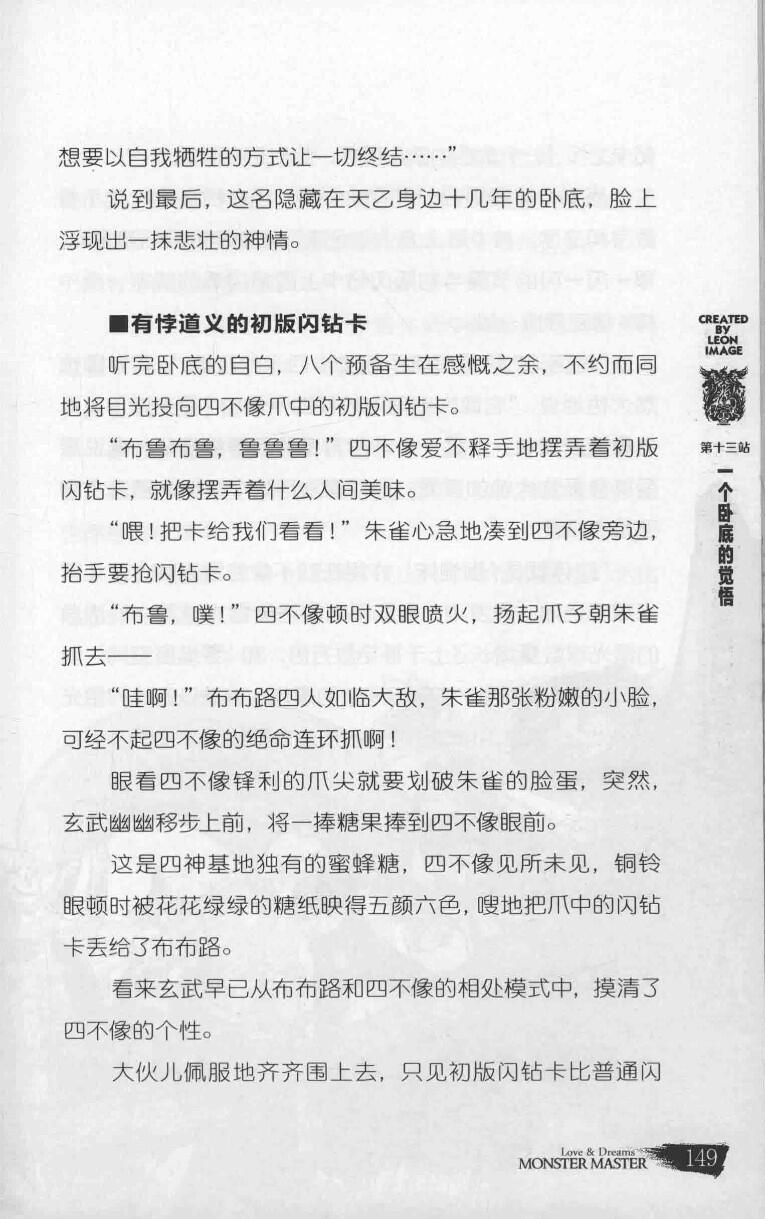 想要以自我牺牲的方式让一切终结……”
说到最后，这名隐藏在天乙身边十几年的卧底，脸上
浮现出一抹悲壮的神情。
■有悖道义的初版闪钻卡
听完卧底的自白，八个预备生在感慨之余，不约而同
地将目光投向四不像爪中的初版闪钻卡。
“布鲁布鲁，鲁鲁鲁！”四不像爱不释手地摆弄着初版
闪钻卡，就像摆弄着什么人间美味。
“喂！把卡给我们看看！”朱雀心急地凑到四不像旁边，
抬手要抢闪钻卡。
“布鲁，噗！”四不像顿时双眼喷火，扬起爪子朝朱雀
抓去——
“哇啊！”布布路四人如临大敌，朱雀那张粉嫩的小脸，
可经不起四不像的绝命连环抓啊！
眼看四不像锋利的爪尖就要划破朱雀的脸蛋，突然，
玄武幽幽移步上前，将一捧糖果捧到四不像眼前。
这是四神基地独有的蜜蜂糖，四不像见所未见，铜铃
眼顿时被花花绿绿的糖纸映得五颜六色，嗖地把爪中的闪钻
卡丢给了布布路。
看来玄武早已从布布路和四不像的相处模式中，摸清了
四不像的个性。
大伙儿佩服地齐齐围上去，只见初版闪钻卡比普通闪
CREATED
BY
LEON
IMAGE
第十三站
一个卧底的觉悟
Love & Dreams
MONSTER MASTER
149